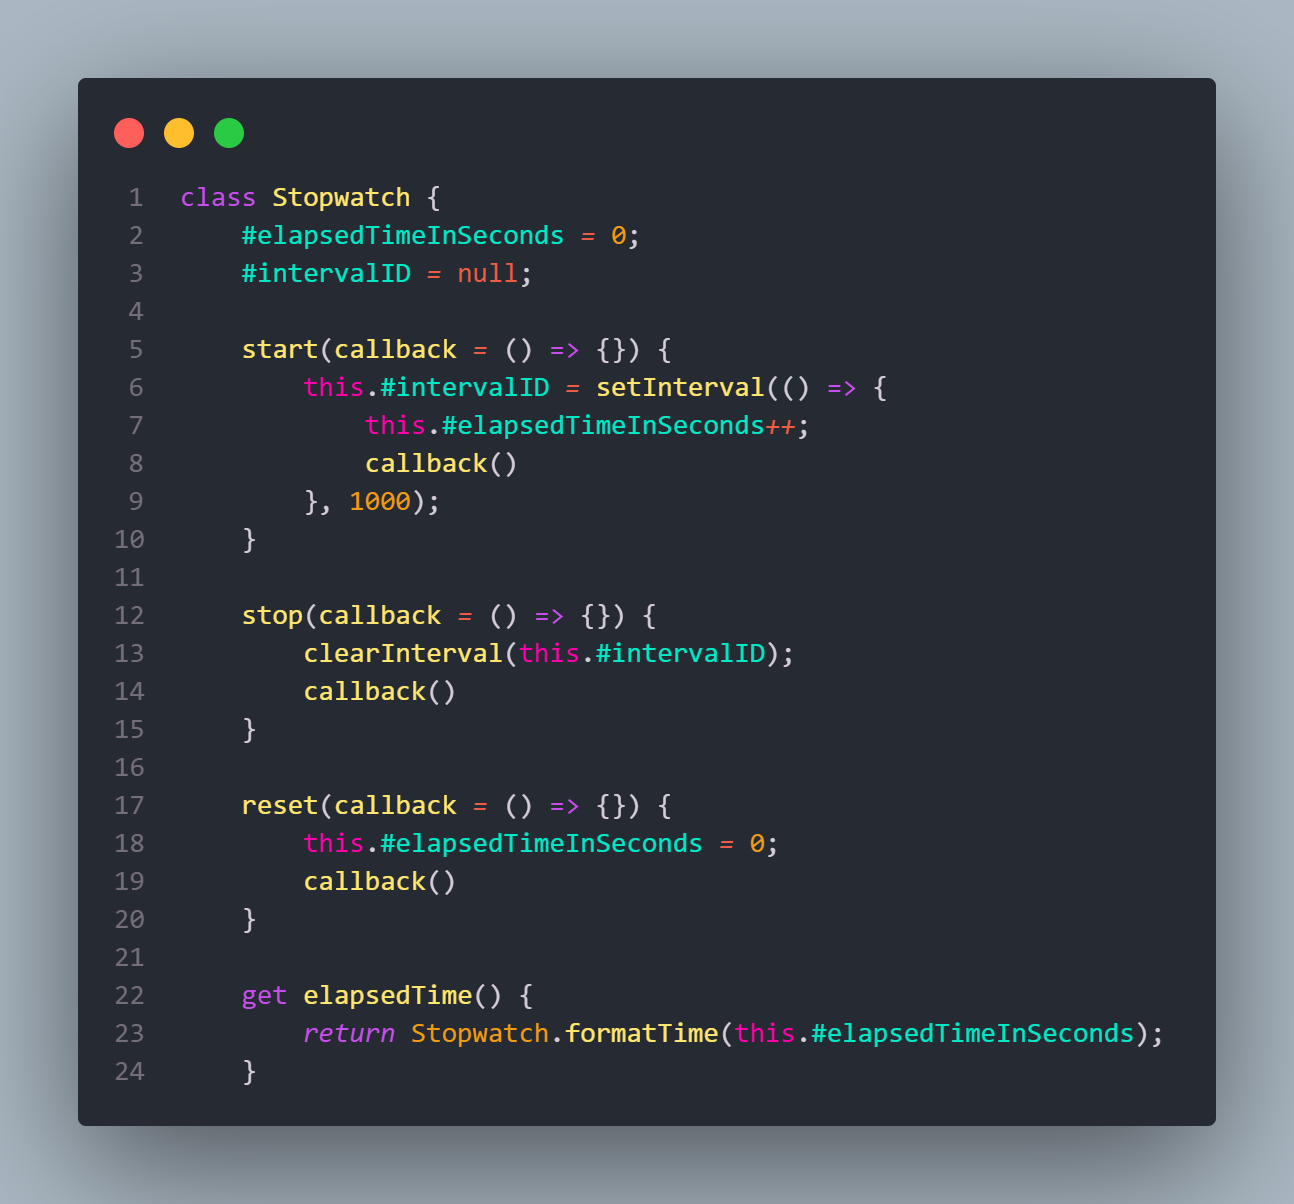 1 class Stopwatch {
2     #elapsedTimeInSeconds = 0;
3     #intervalID = null;
4
5     start(callback = () => {}) {
6         this.#intervalID = setInterval(() => {
7             this.#elapsedTimeInSeconds++;
8             callback()
9         }, 1000);
10     }
11
12     stop(callback = () => {}) {
13         clearInterval(this.#intervalID);
14         callback()
15     }
16
17     reset(callback = () => {}) {
18         this.#elapsedTimeInSeconds = 0;
19         callback()
20     }
21
22     get elapsedTime() {
23         return Stopwatch.formatTime(this.#elapsedTimeInSeconds);
24     }